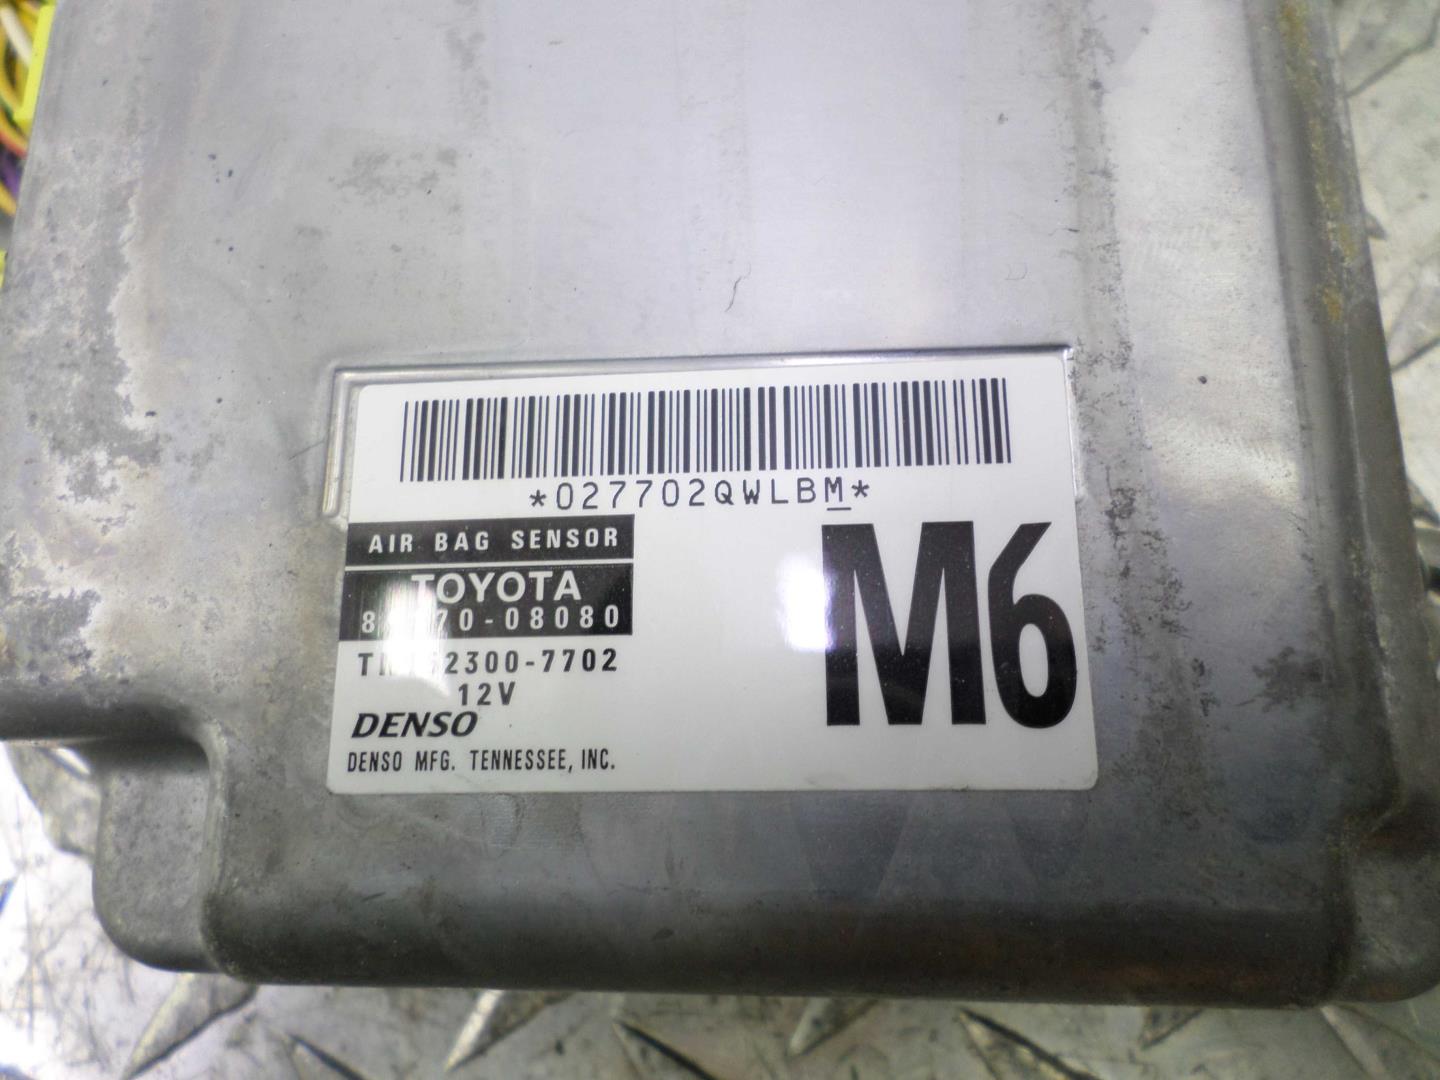 *027702QWLBM*
AIR BAG SENSOR
TOYOTA
12V
DENSO
DENSO MFG. TENNESSEE, INC.
M6